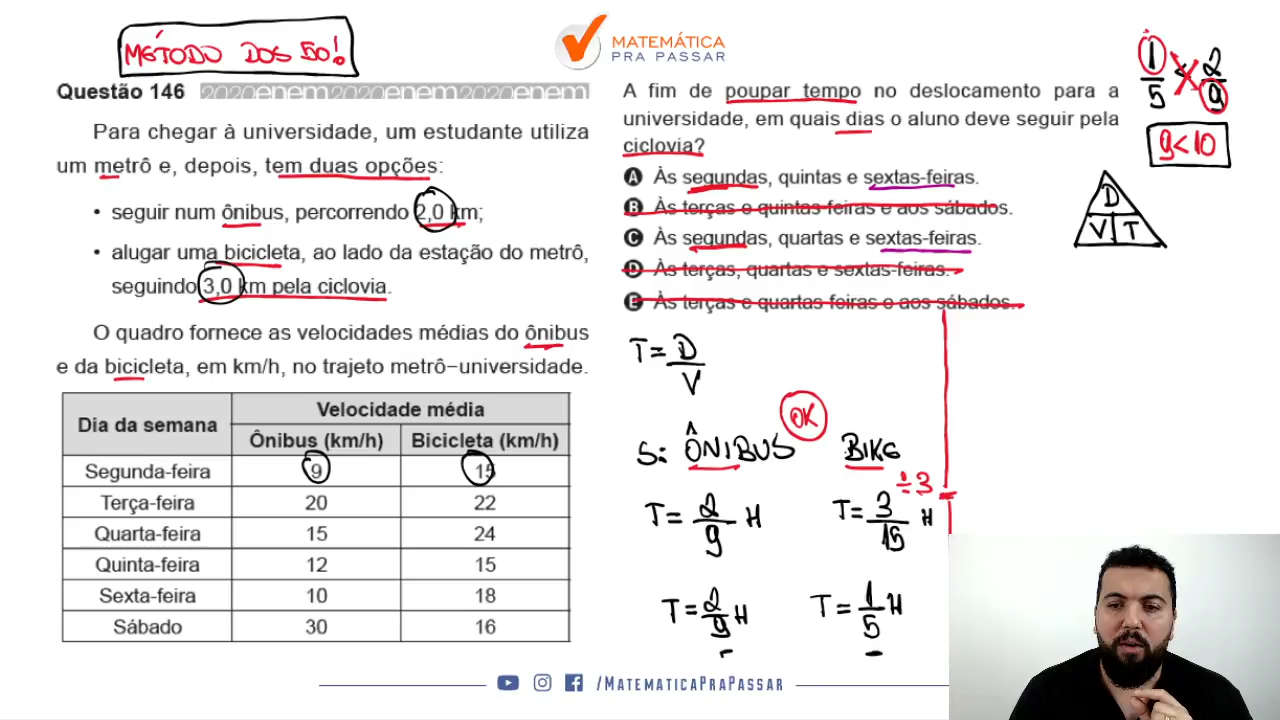 MÉTODO DOS 50!
MATEMÁTICA
PRA PASSAR
Questão 146 2020enem2020enem2020enem
Para chegar à universidade, um estudante utiliza
um metrô e, depois, tem duas opções:
• seguir num ônibus, percorrendo 2,0 km;
• alugar uma bicicleta, ao lado da estação do metrô,
seguindo 3,0 km pela ciclovia.
O quadro fornece as velocidades médias do ônibus
e da bicicleta, em km/h, no trajeto metrô−universidade.
Dia da semana
Velocidade média
Ônibus (km/h) Bicicleta (km/h)
Segunda-feira 9 15
Terça-feira 20 22
Quarta-feira 15 24
Quinta-feira 12 15
Sexta-feira 10 18
Sábado 30 16
A fim de poupar tempo no deslocamento para a
universidade, em quais dias o aluno deve seguir pela
ciclovia?
A Às segundas, quintas e sextas-feiras.
B Às terças e quintas-feiras e aos sábados.
C Às segundas, quartas e sextas-feiras.
D Às terças, quartas e sextas-feiras.
E Às terças e quartas-feiras e aos sábados.
1/5 2/9
9<10
D
V T
T= D/V
OK
S: ÔNIBUS BIKE
÷3
T= 2/9 H T= 3/15 H
T= 2/9 H T= 1/5 H
/MATEMATICAPRAPASSAR